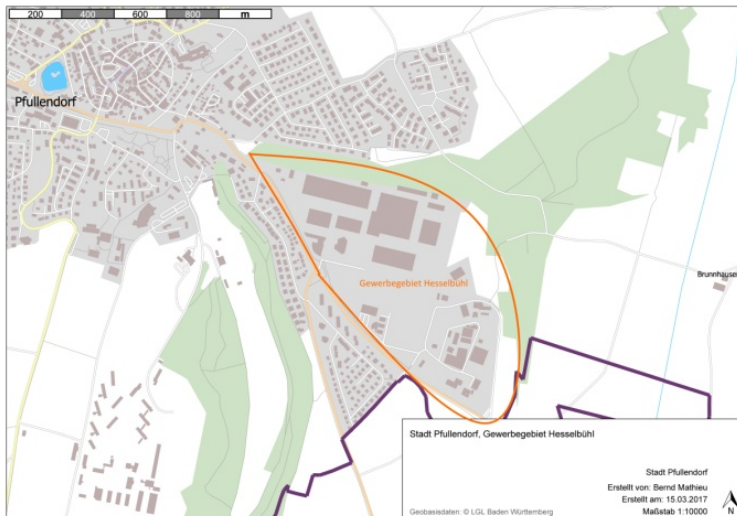 200 400 600 800 m
Pfullendorf
Gewerbegebiet Hesselbühl
Brunnhausen
Stadt Pfullendorf, Gewerbegebiet Hesselbühl
Stadt Pfullendorf
Erstellt von: Bernd Mathieu
Erstellt am: 15.03.2017
Maßstab 1:10000
Geobasisdaten: © LGL Baden Württemberg
N